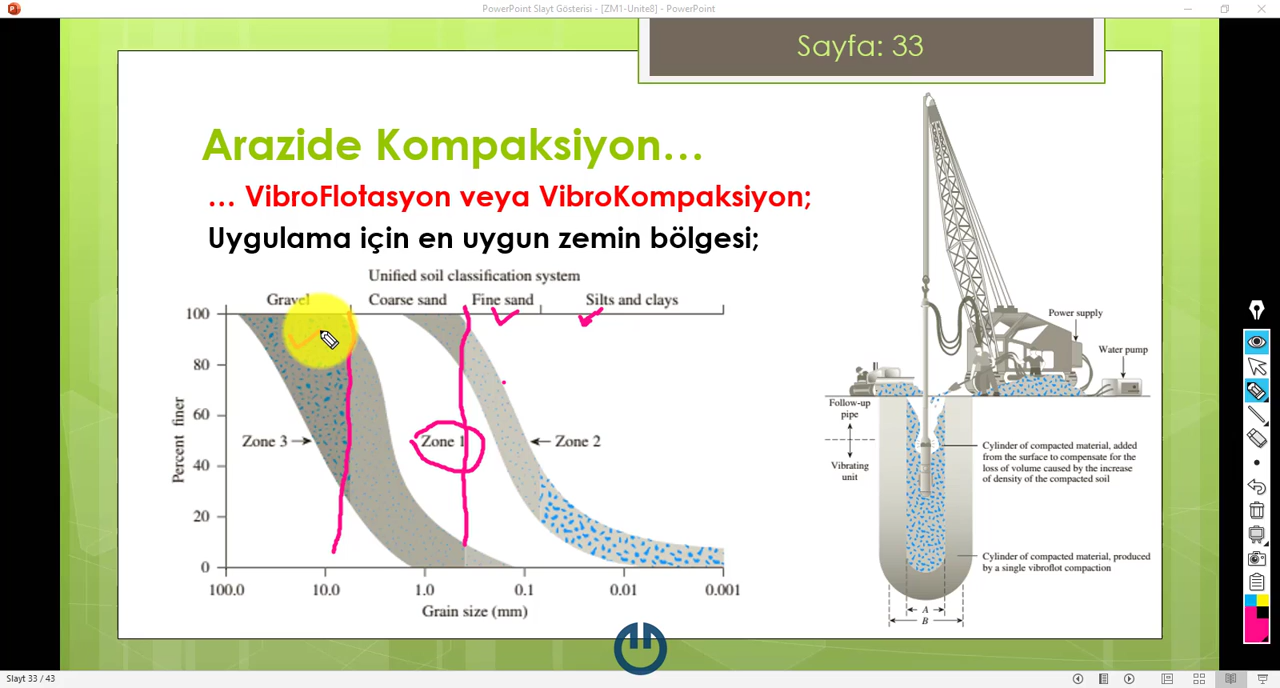 PowerPoint Slayt Gösterisi - [ZM1-Unite8] - PowerPoint
Sayfa: 33
Arazide Kompaksiyon...
... VibroFlotasyon veya VibroKompaksiyon;
Uygulama için en uygun zemin bölgesi;
Unified soil classification system
Gravel Coarse sand Fine sand Silts and clays
100
80
60
40
20
0
Percent finer
Zone 3
Zone 1
Zone 2
100.0 10.0 1.0 0.1 0.01 0.001
Grain size (mm)
Power supply
Water pump
Follow-up
pipe
Vibrating
unit
Cylinder of compacted material, added
from the surface to compensate for the
loss of volume caused by the increase
of density of the compacted soil
Cylinder of compacted material, produced
by a single vibroflot compaction
A
B
Slayt 33 / 43